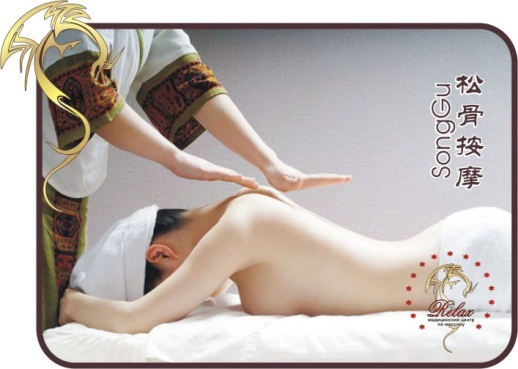 松骨按摩
SongGu
Relax
медицинский центр
по массажу